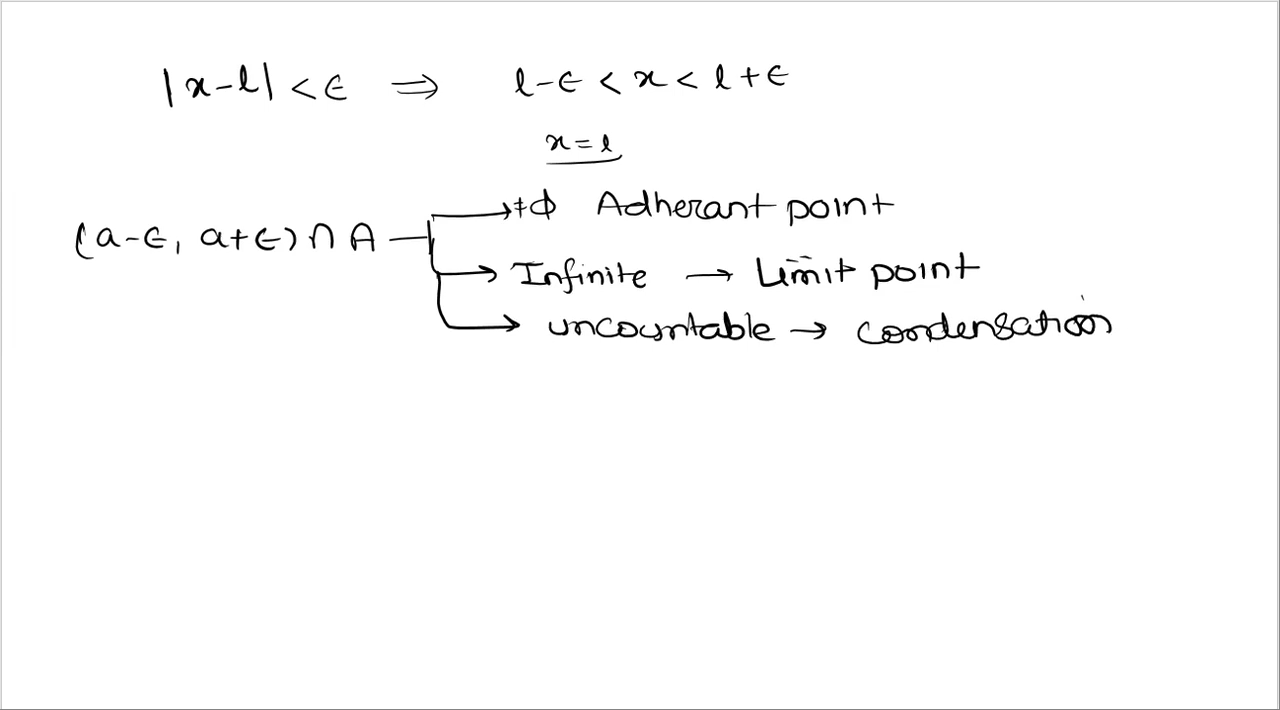 |x-l| < ϵ ⇒ l-ϵ < x < l+ϵ
x = l
(a-ϵ, a+ϵ) ∩ A → ≠ϕ Adherant point
→ Infinite → Limit point
→ uncountable → condensation